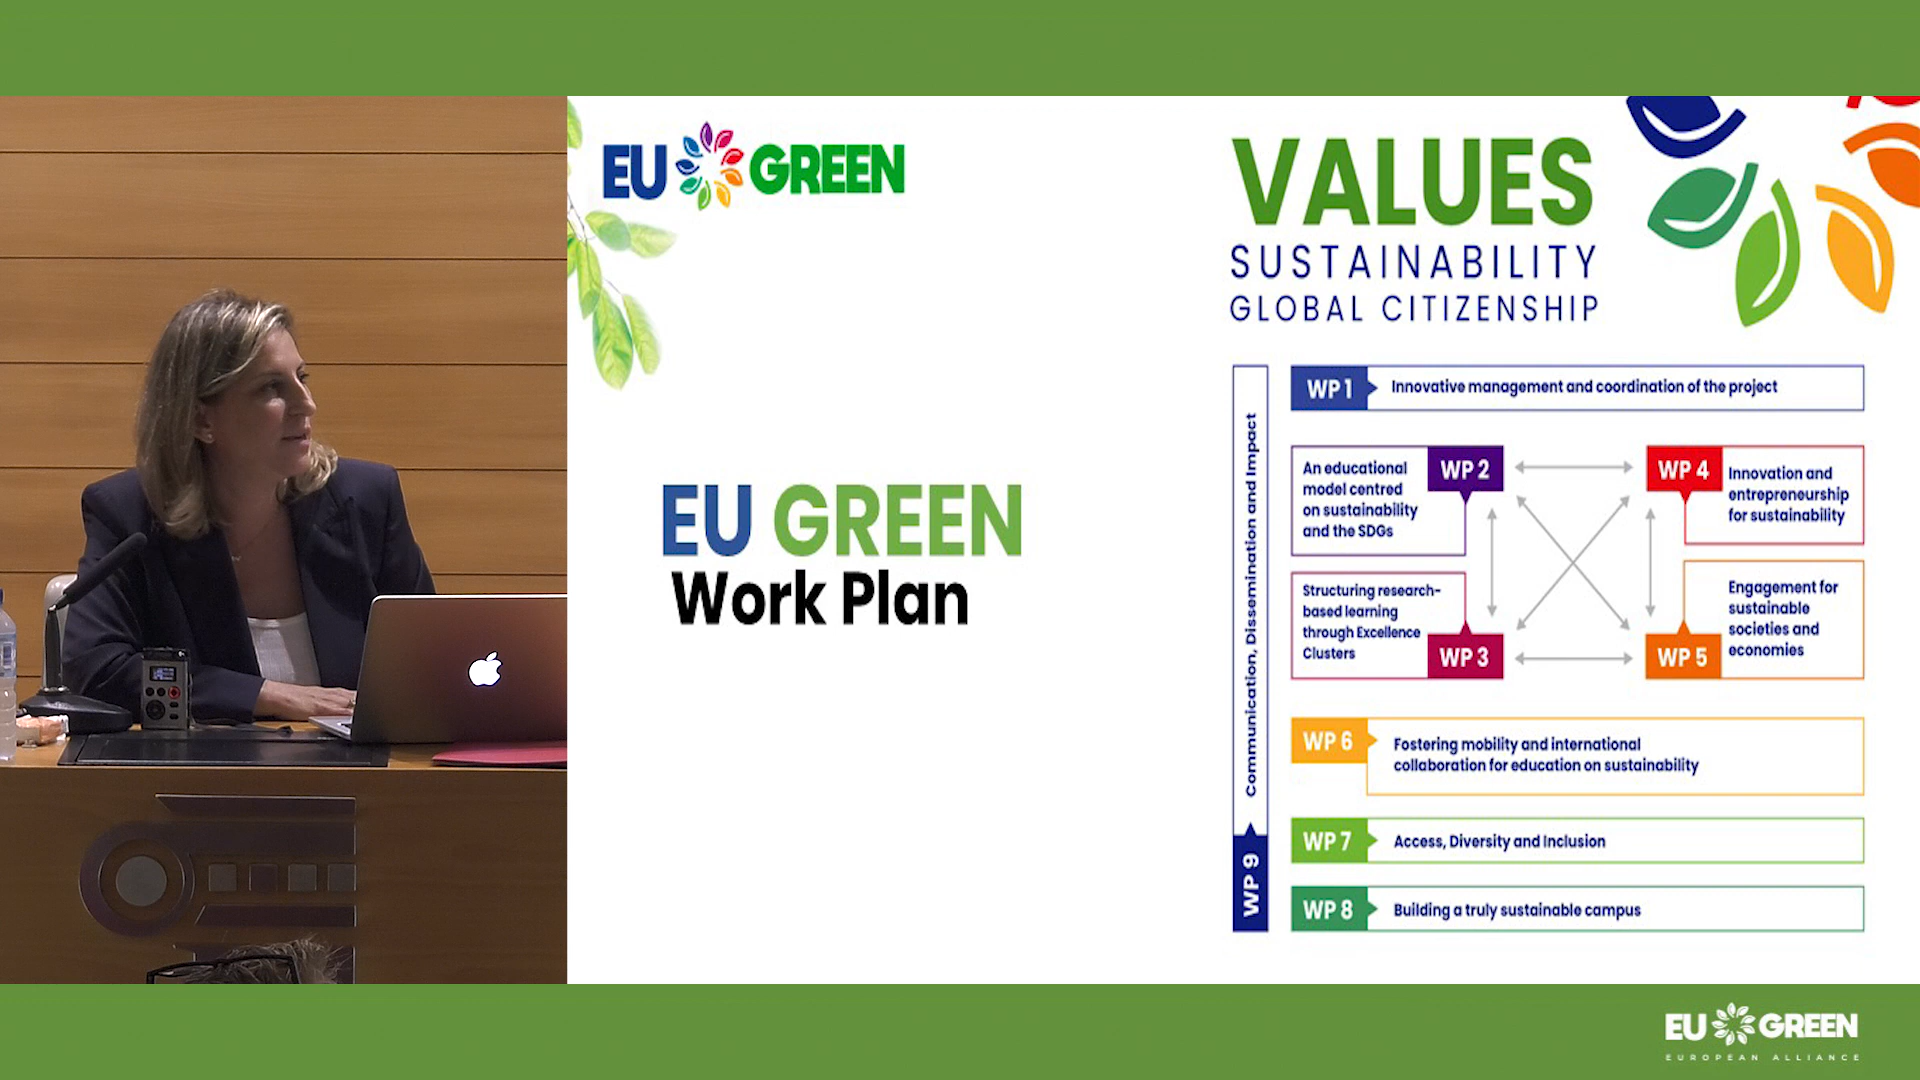 EU GREEN
VALUES
SUSTAINABILITY
GLOBAL CITIZENSHIP
EU GREEN
Work Plan
WP 1
Innovative management and coordination of the project
An educational
model centred
on sustainability
and the SDGs
WP 2
WP 4
Innovation and
entrepreneurship
for sustainability
Structuring research-
based learning
through Excellence
Clusters
WP 3
WP 5
Engagement for
sustainable
societies and
economies
WP 6
Fostering mobility and international
collaboration for education on sustainability
WP 7
Access, Diversity and Inclusion
WP 8
Building a truly sustainable campus
WP 9
Communication, Dissemination and Impact
EU GREEN
EUROPEAN ALLIANCE